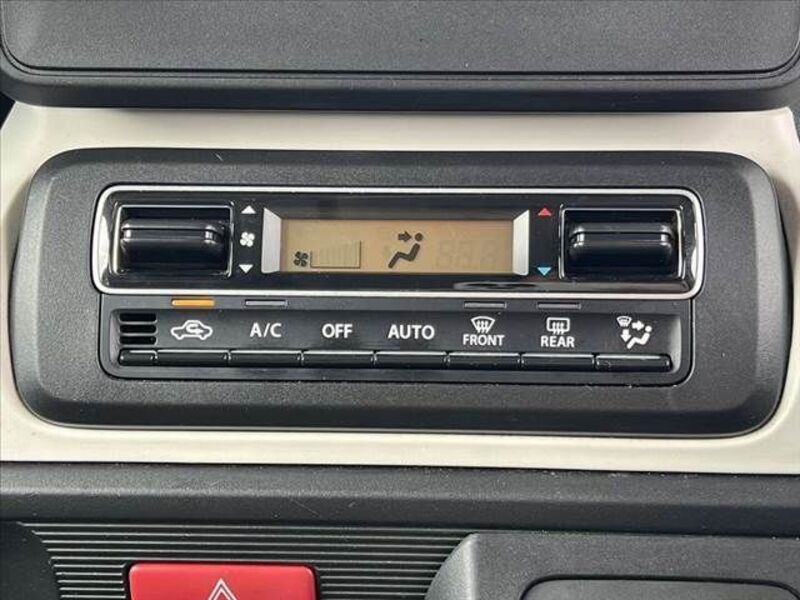 A/C OFF AUTO FRONT REAR